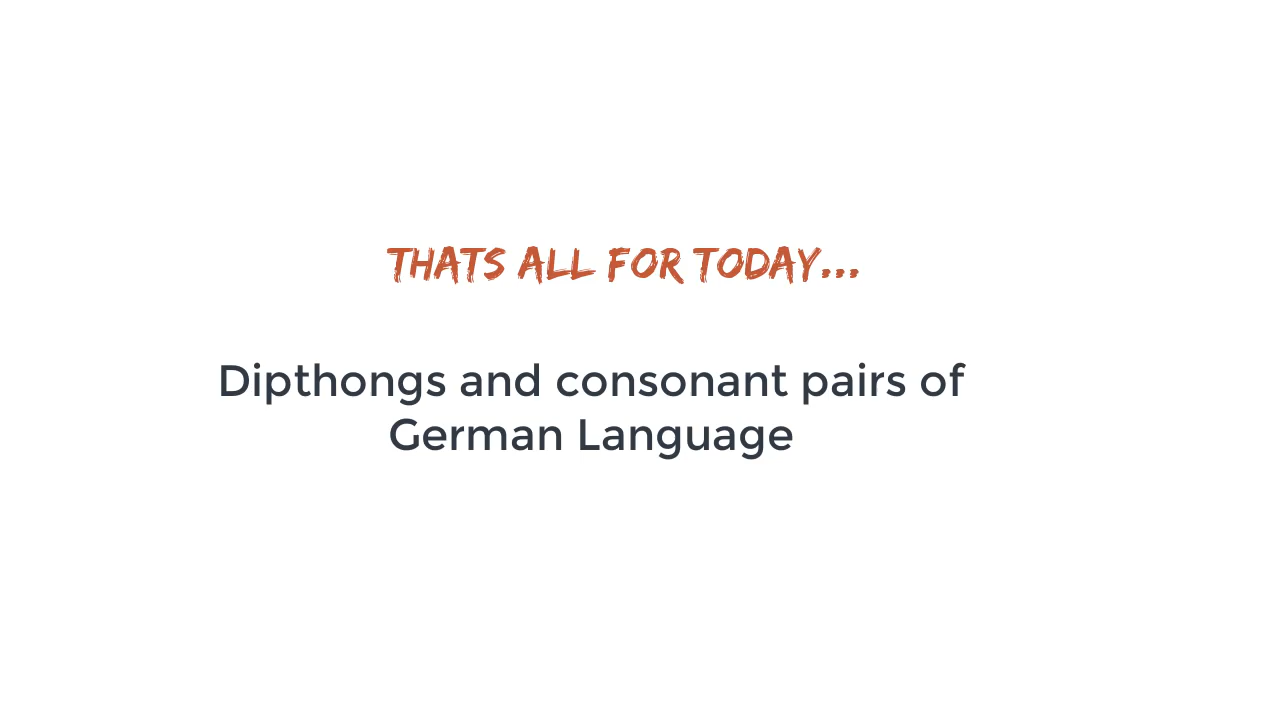 THATS ALL FOR TODAY...
Dipthongs and consonant pairs of
German Language